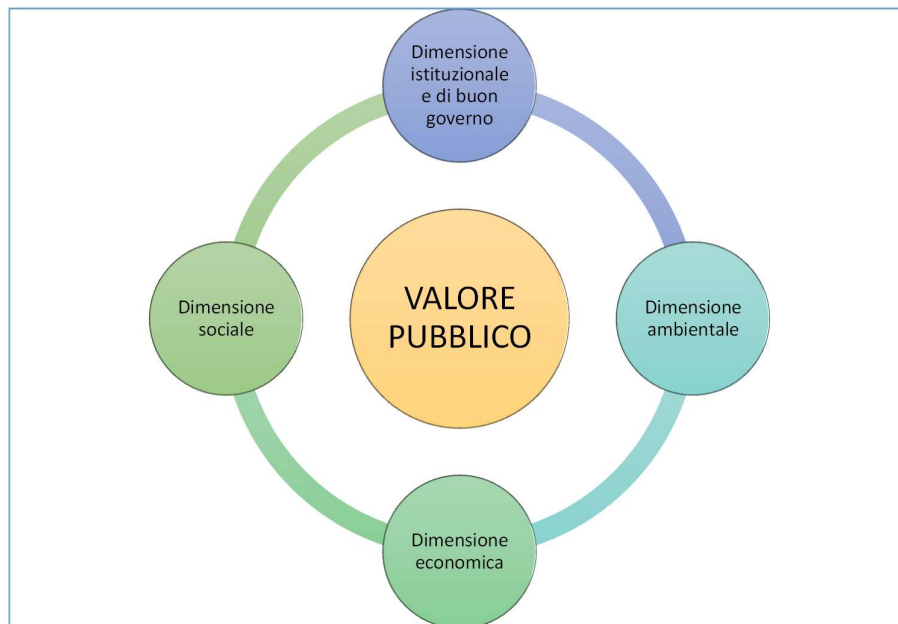 Dimensione
istituzionale
e di buon
governo
Dimensione
sociale
VALORE
PUBBLICO
Dimensione
ambientale
Dimensione
economica